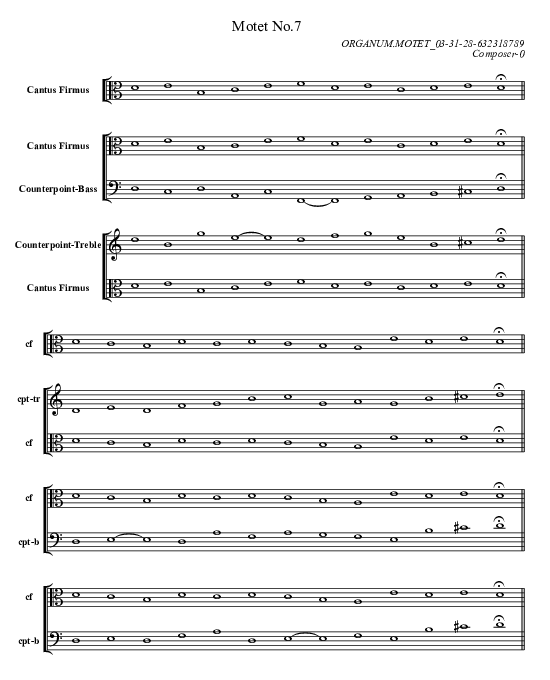 Motet No.7
ORGANUM.MOTET_03-31-28-632318789
Composer-0
Cantus Firmus
Cantus Firmus
Counterpoint-Bass
Counterpoint-Treble
Cantus Firmus
cf
cpt-tr
cf
cf
cpt-b
cf
cpt-b